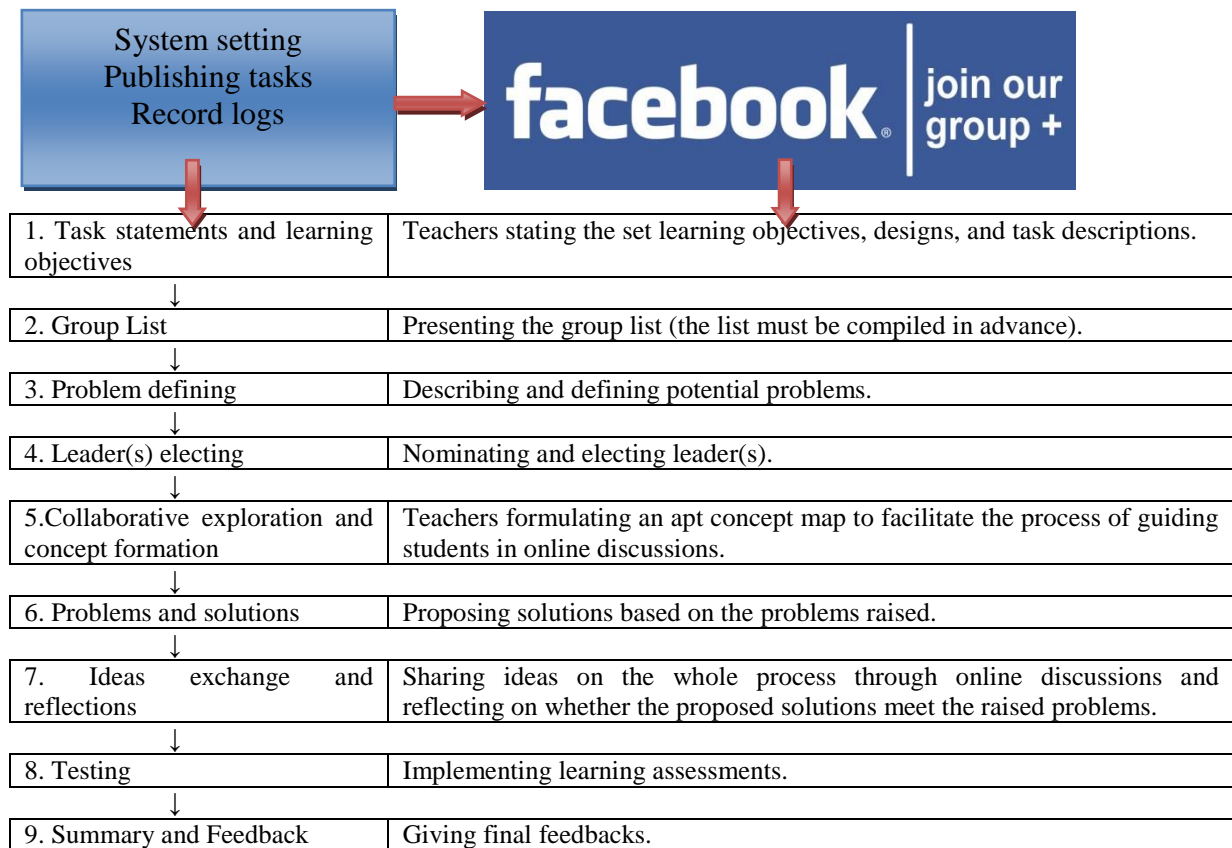 System setting
Publishing tasks
Record logs
facebook®
join our
group +
1. Task statements and learning
objectives
Teachers stating the set learning objectives, designs, and task descriptions.
↓
2. Group List
Presenting the group list (the list must be compiled in advance).
↓
3. Problem defining
Describing and defining potential problems.
↓
4. Leader(s) electing
Nominating and electing leader(s).
↓
5.Collaborative exploration and
concept formation
Teachers formulating an apt concept map to facilitate the process of guiding
students in online discussions.
↓
6. Problems and solutions
Proposing solutions based on the problems raised.
↓
7. Ideas exchange and
reflections
Sharing ideas on the whole process through online discussions and
reflecting on whether the proposed solutions meet the raised problems.
↓
8. Testing
Implementing learning assessments.
↓
9. Summary and Feedback
Giving final feedbacks.